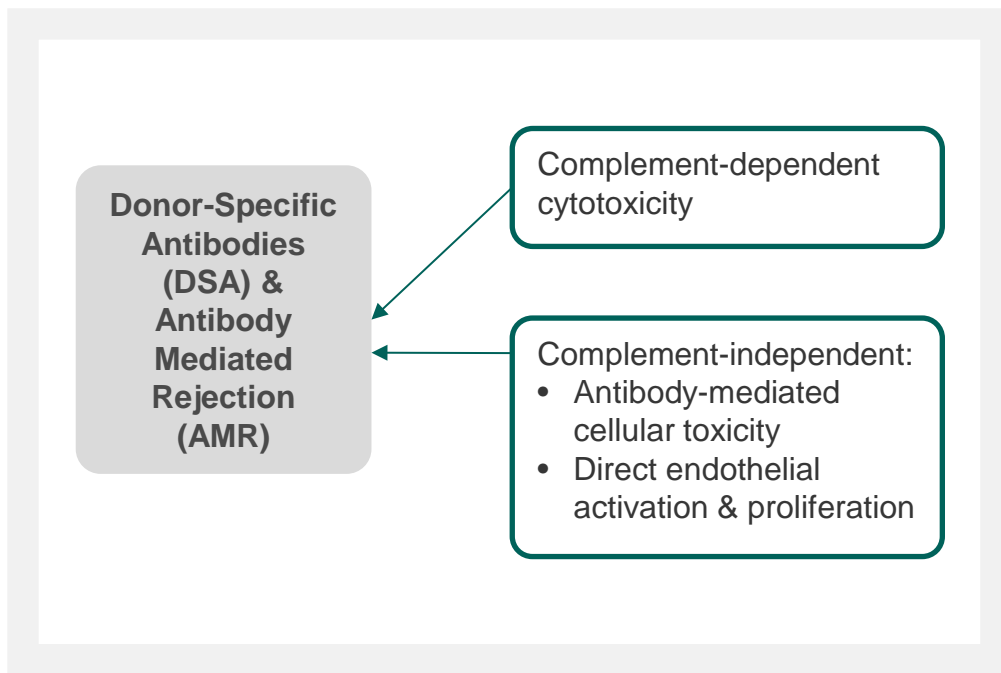 Donor-Specific
Antibodies
(DSA) &
Antibody
Mediated
Rejection
(AMR)
Complement-dependent
cytotoxicity
Complement-independent:
• Antibody-mediated
cellular toxicity
• Direct endothelial
activation & proliferation